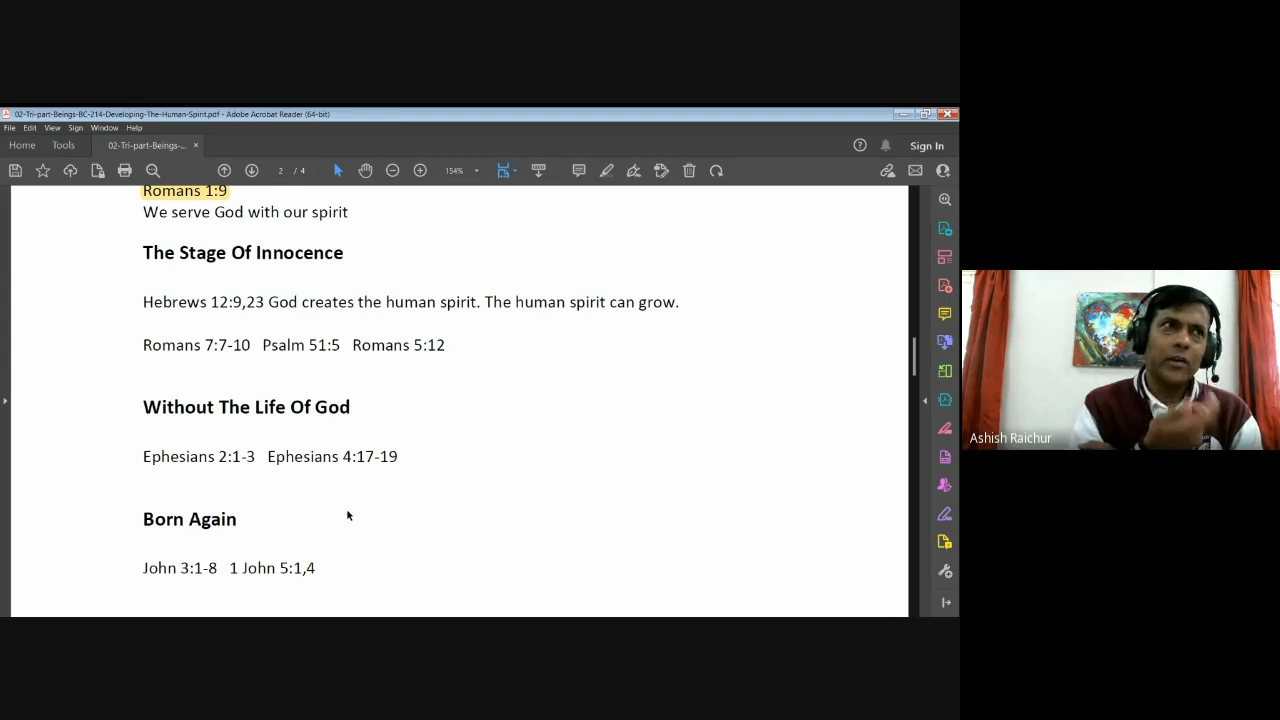 02-Tri-part-Beings-BC-214-Developing-The-Human-Spirit.pdf - Adobe Acrobat Reader (64-bit)
File Edit View Sign Window Help
Home Tools 02-Tri-part-Beings-... × Sign In
2 / 4 154%
Romans 1:9
We serve God with our spirit
The Stage Of Innocence
Hebrews 12:9,23 God creates the human spirit. The human spirit can grow.
Romans 7:7-10 Psalm 51:5 Romans 5:12
Without The Life Of God
Ephesians 2:1-3 Ephesians 4:17-19
Born Again
John 3:1-8 1 John 5:1,4
Ashish Raichur